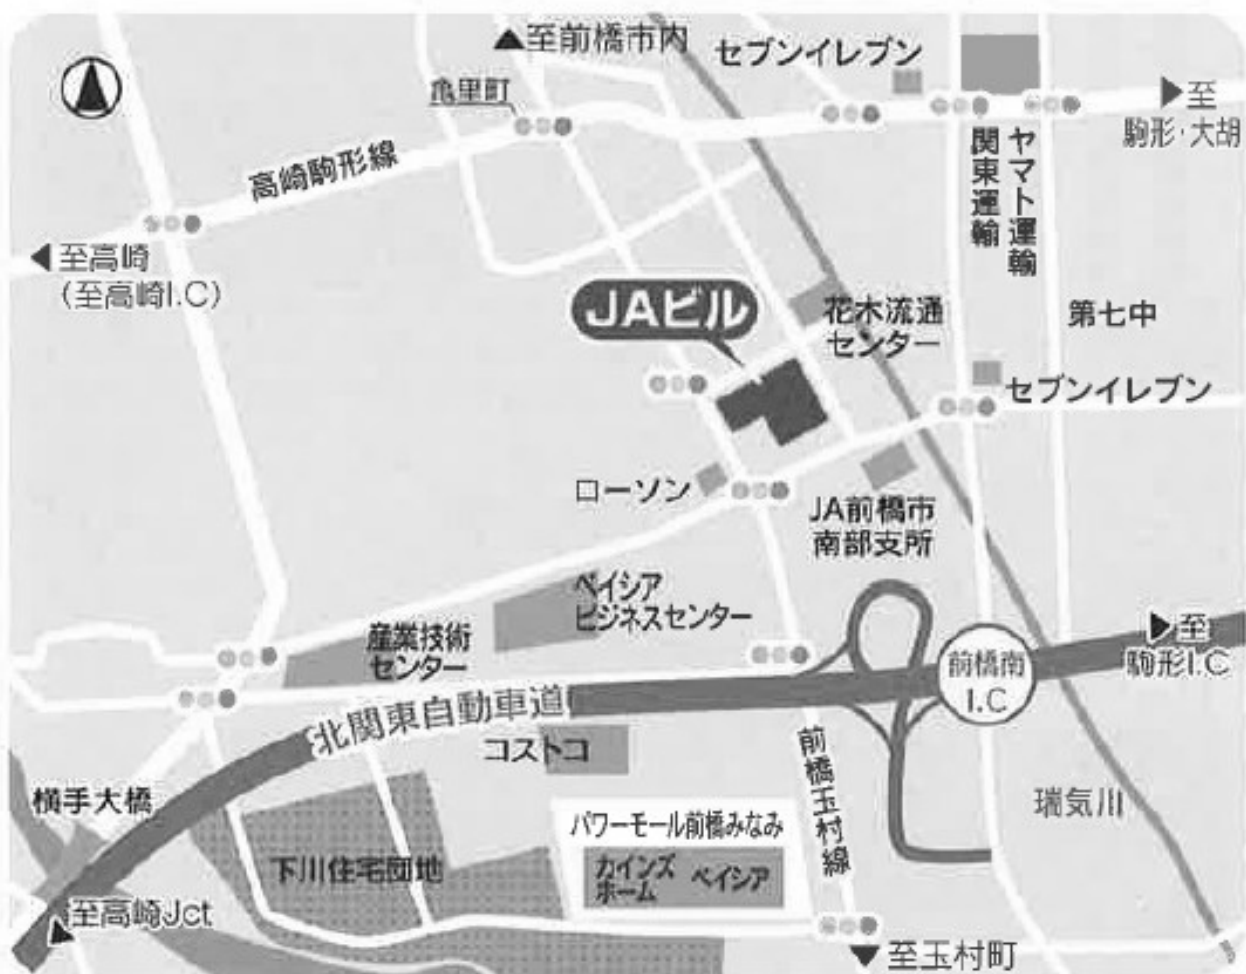 至前橋市内
セブンイレブン
亀里町
至
駒形・大胡
高崎駒形線
関東運輸
ヤマト運輸
至高崎
(至高崎I.C)
JAビル
花木流通
センター
第七中
セブンイレブン
ローソン
JA前橋市
南部支所
ベイシア
ビジネスセンター
産業技術
センター
前橋南
I.C
至
駒形I.C
北関東自動車道
コストコ
前橋玉村線
横手大橋
瑞気川
パワーモール前橋みなみ
カインズ
ホーム
ベイシア
下川住宅団地
至高崎Jct
至玉村町